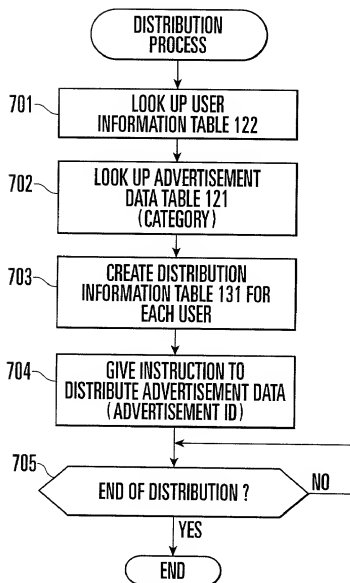 DISTRIBUTION
PROCESS
701
LOOK UP USER
INFORMATION TABLE 122
702
LOOK UP ADVERTISEMENT
DATA TABLE 121
(CATEGORY)
703
CREATE DISTRIBUTION
INFORMATION TABLE 131 FOR
EACH USER
704
GIVE INSTRUCTION TO
DISTRIBUTE ADVERTISEMENT DATA
(ADVERTISEMENT ID)
705
END OF DISTRIBUTION ?
NO
YES
END